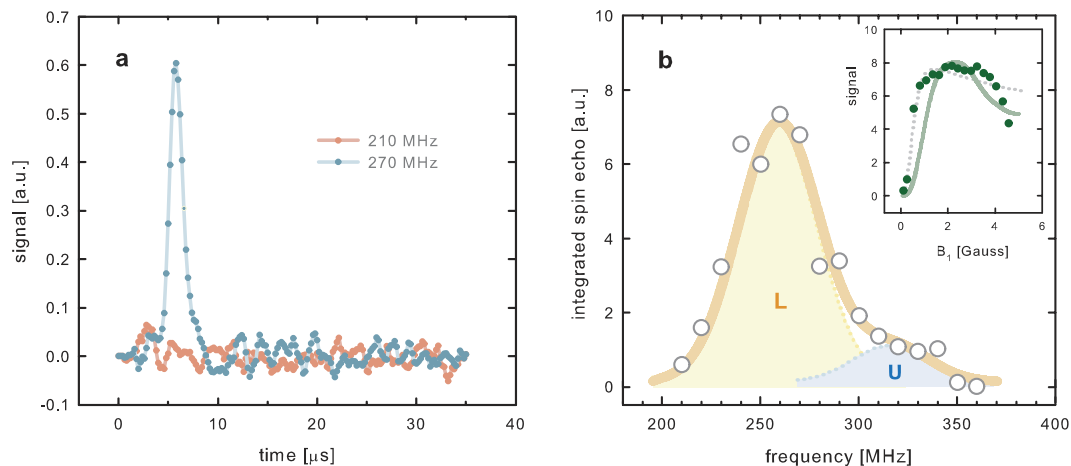 a
210 MHz
270 MHz
0.7
0.6
0.5
0.4
0.3
0.2
0.1
0.0
-0.1
signal [a.u.]
0 10 20 30 40
time [μs]
b
10
8
6
4
2
0
integrated spin echo [a.u.]
L
U
200 250 300 350 400
frequency [MHz]
10
8
6
4
2
0
signal
0 2 4 6
B₁ [Gauss]